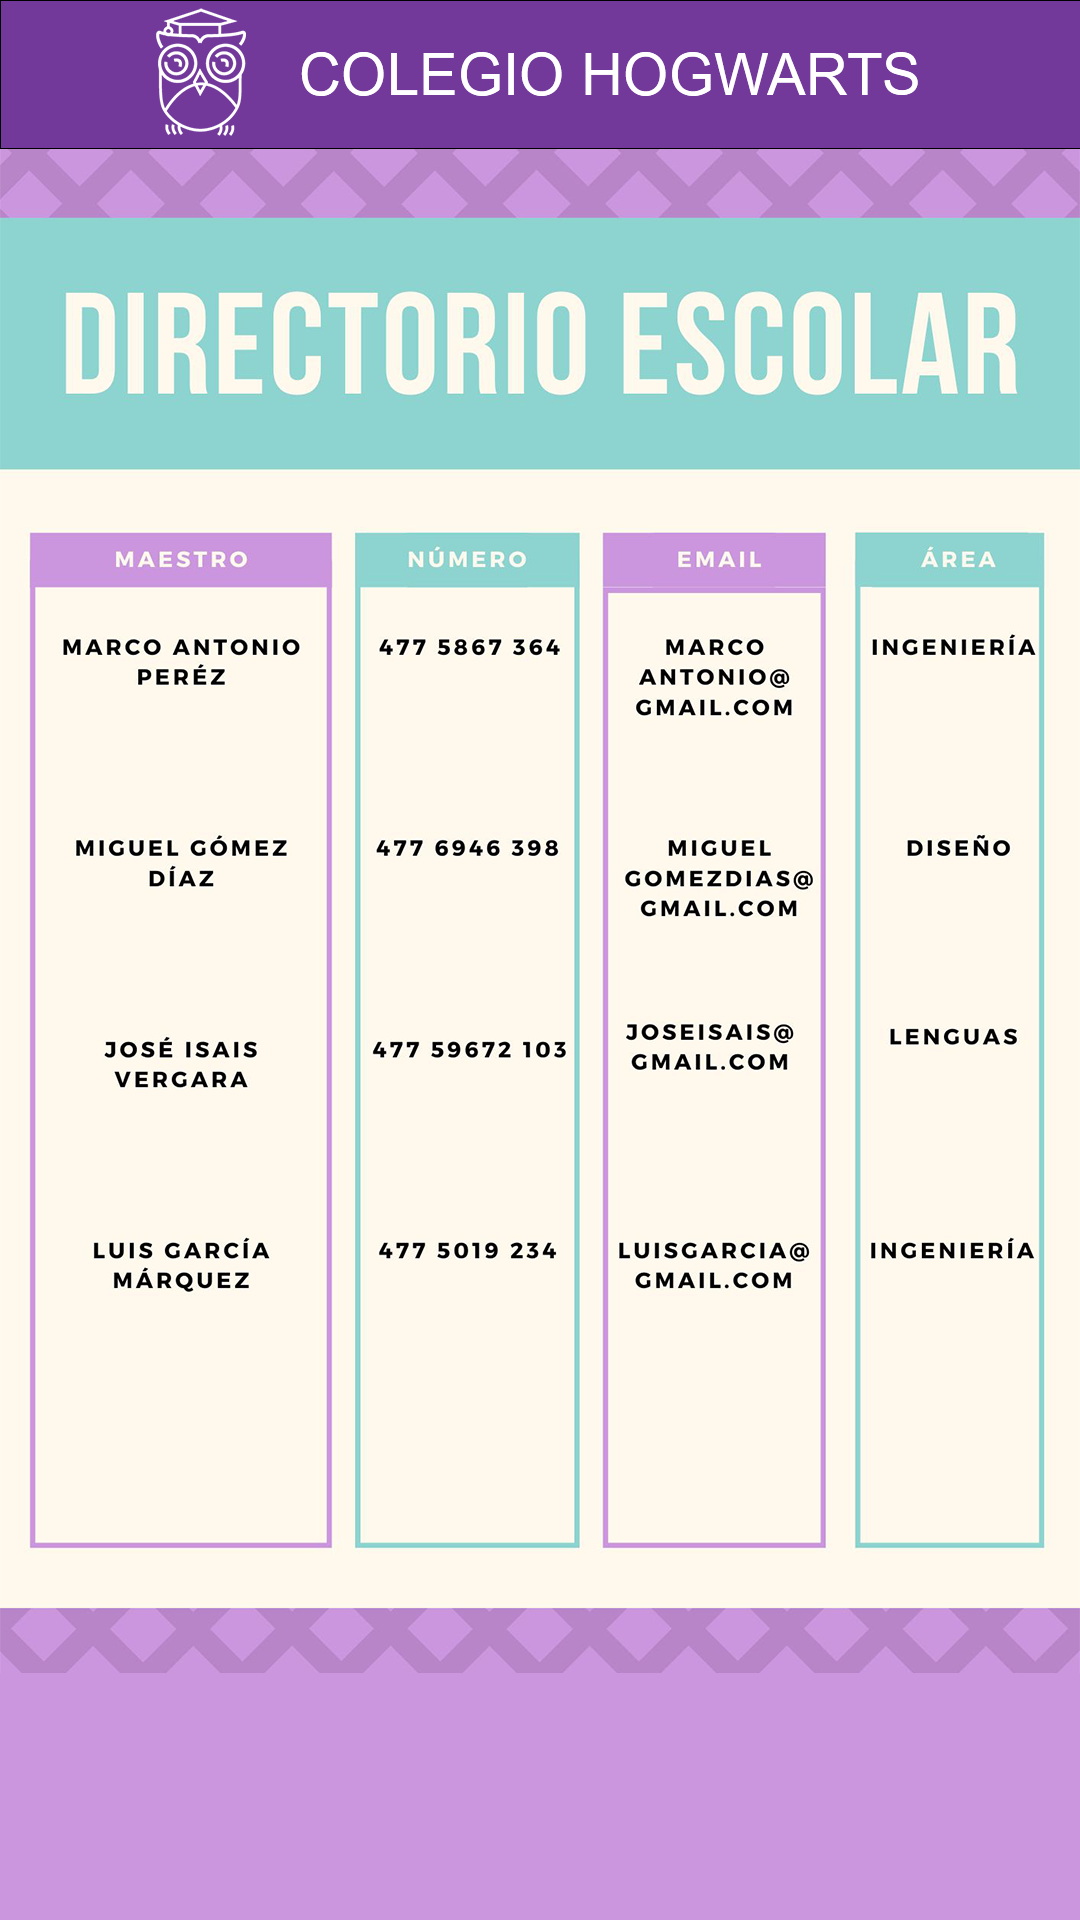 COLEGIO HOGWARTS
DIRECTORIO ESCOLAR
MAESTRO NÚMERO EMAIL ÁREA
MARCO ANTONIO 477 5867 364 MARCO INGENIERÍA
PERÉZ ANTONIO@
GMAIL.COM
MIGUEL GÓMEZ 477 6946 398 MIGUEL DISEÑO
DÍAZ GOMEZDIAS@
GMAIL.COM
JOSÉ ISAIS 477 59672 103 JOSEISAIS@ LENGUAS
VERGARA GMAIL.COM
LUIS GARCÍA 477 5019 234 LUISGARCIA@ INGENIERÍA
MÁRQUEZ GMAIL.COM